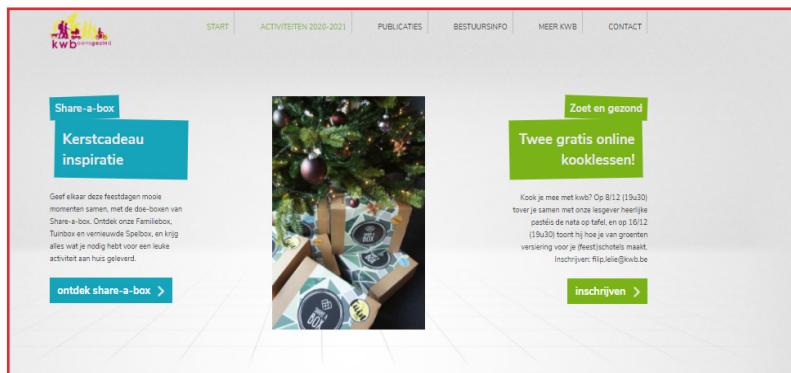 START
ACTIVITEITEN 2020-2021
PUBLICATIES
BESTUURSINFO
MEER KWB
CONTACT
kwb eensgezind
Share-a-box
Kerstcadeau
inspiratie
Geef elkaar deze feestdagen mooie
momenten samen, met de doe-boxen van
Share-a-box. Ontdek onze Familiebox,
Tuinbox en vernieuwde Spelbox, en krijg
alles wat je nodig hebt voor een leuke
activiteit aan huis geleverd.
ontdek share-a-box
SHARE A
BOX
Zoet en gezond
Twee gratis online
kooklessen!
Kook je mee met kwb? Op 8/12 (19u30)
tover je samen met onze lesgever heerlijke
pastéis de nata op tafel, en op 16/12
(19u30) toont hij hoe je van groenten
versiering voor je (feest)schotels maakt.
Inschrijven: filip.lelie@kwb.be
inschrijven